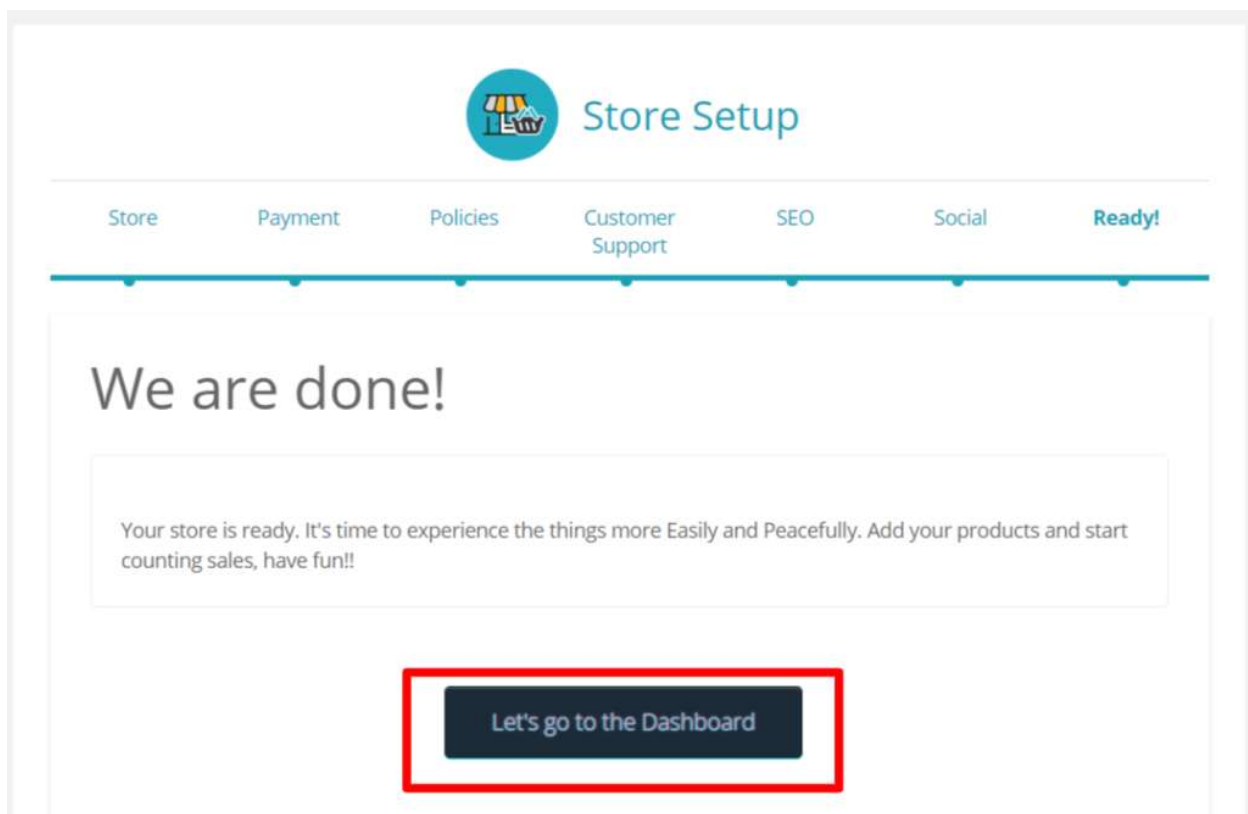 Store Setup
Store Payment Policies Customer Support SEO Social Ready!
We are done!
Your store is ready. It's time to experience the things more Easily and Peacefully. Add your products and start
counting sales, have fun!!
Let's go to the Dashboard